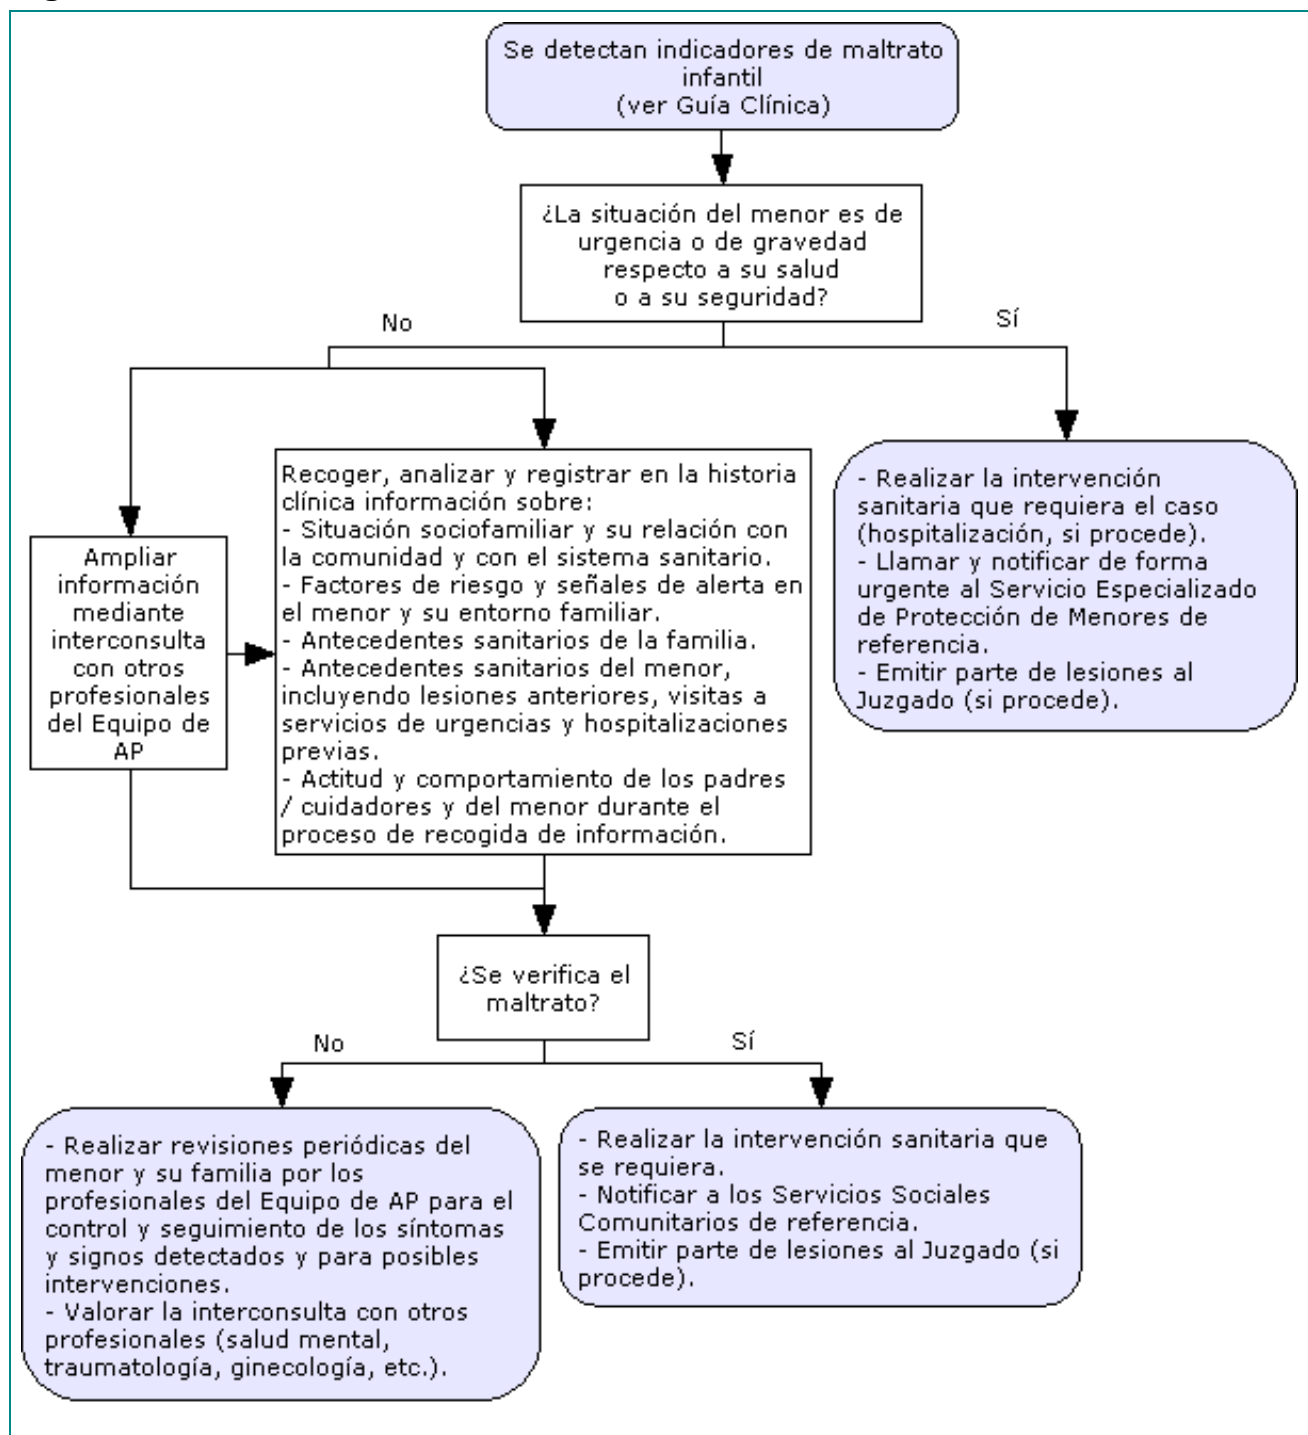 Se detectan indicadores de maltrato
infantil
(ver Guía Clínica)
¿La situación del menor es de
urgencia o de gravedad
respecto a su salud
o a su seguridad?
No
Sí
Ampliar
información
mediante
interconsulta
con otros
profesionales
del Equipo de
AP
Recoger, analizar y registrar en la historia
clínica información sobre:
- Situación sociofamiliar y su relación con
la comunidad y con el sistema sanitario.
- Factores de riesgo y señales de alerta en
el menor y su entorno familiar.
- Antecedentes sanitarios de la familia.
- Antecedentes sanitarios del menor,
incluyendo lesiones anteriores, visitas a
servicios de urgencias y hospitalizaciones
previas.
- Actitud y comportamiento de los padres
/ cuidadores y del menor durante el
proceso de recogida de información.
- Realizar la intervención
sanitaria que requiera el caso
(hospitalización, si procede).
- Llamar y notificar de forma
urgente al Servicio Especializado
de Protección de Menores de
referencia.
- Emitir parte de lesiones al
Juzgado (si procede).
¿Se verifica el
maltrato?
No
Sí
- Realizar revisiones periódicas del
menor y su familia por los
profesionales del Equipo de AP para el
control y seguimiento de los síntomas
y signos detectados y para posibles
intervenciones.
- Valorar la interconsulta con otros
profesionales (salud mental,
traumatología, ginecología, etc.).
- Realizar la intervención sanitaria que
se requiera.
- Notificar a los Servicios Sociales
Comunitarios de referencia.
- Emitir parte de lesiones al Juzgado (si
procede).